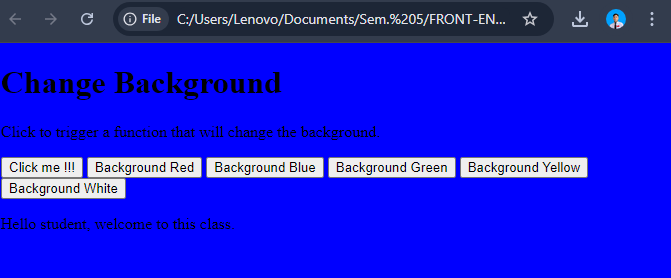 File C:/Users/Lenovo/Documents/Sem.%205/FRONT-EN...
Change Background
Click to trigger a function that will change the background.
Click me !!! Background Red Background Blue Background Green Background Yellow
Background White
Hello student, welcome to this class.